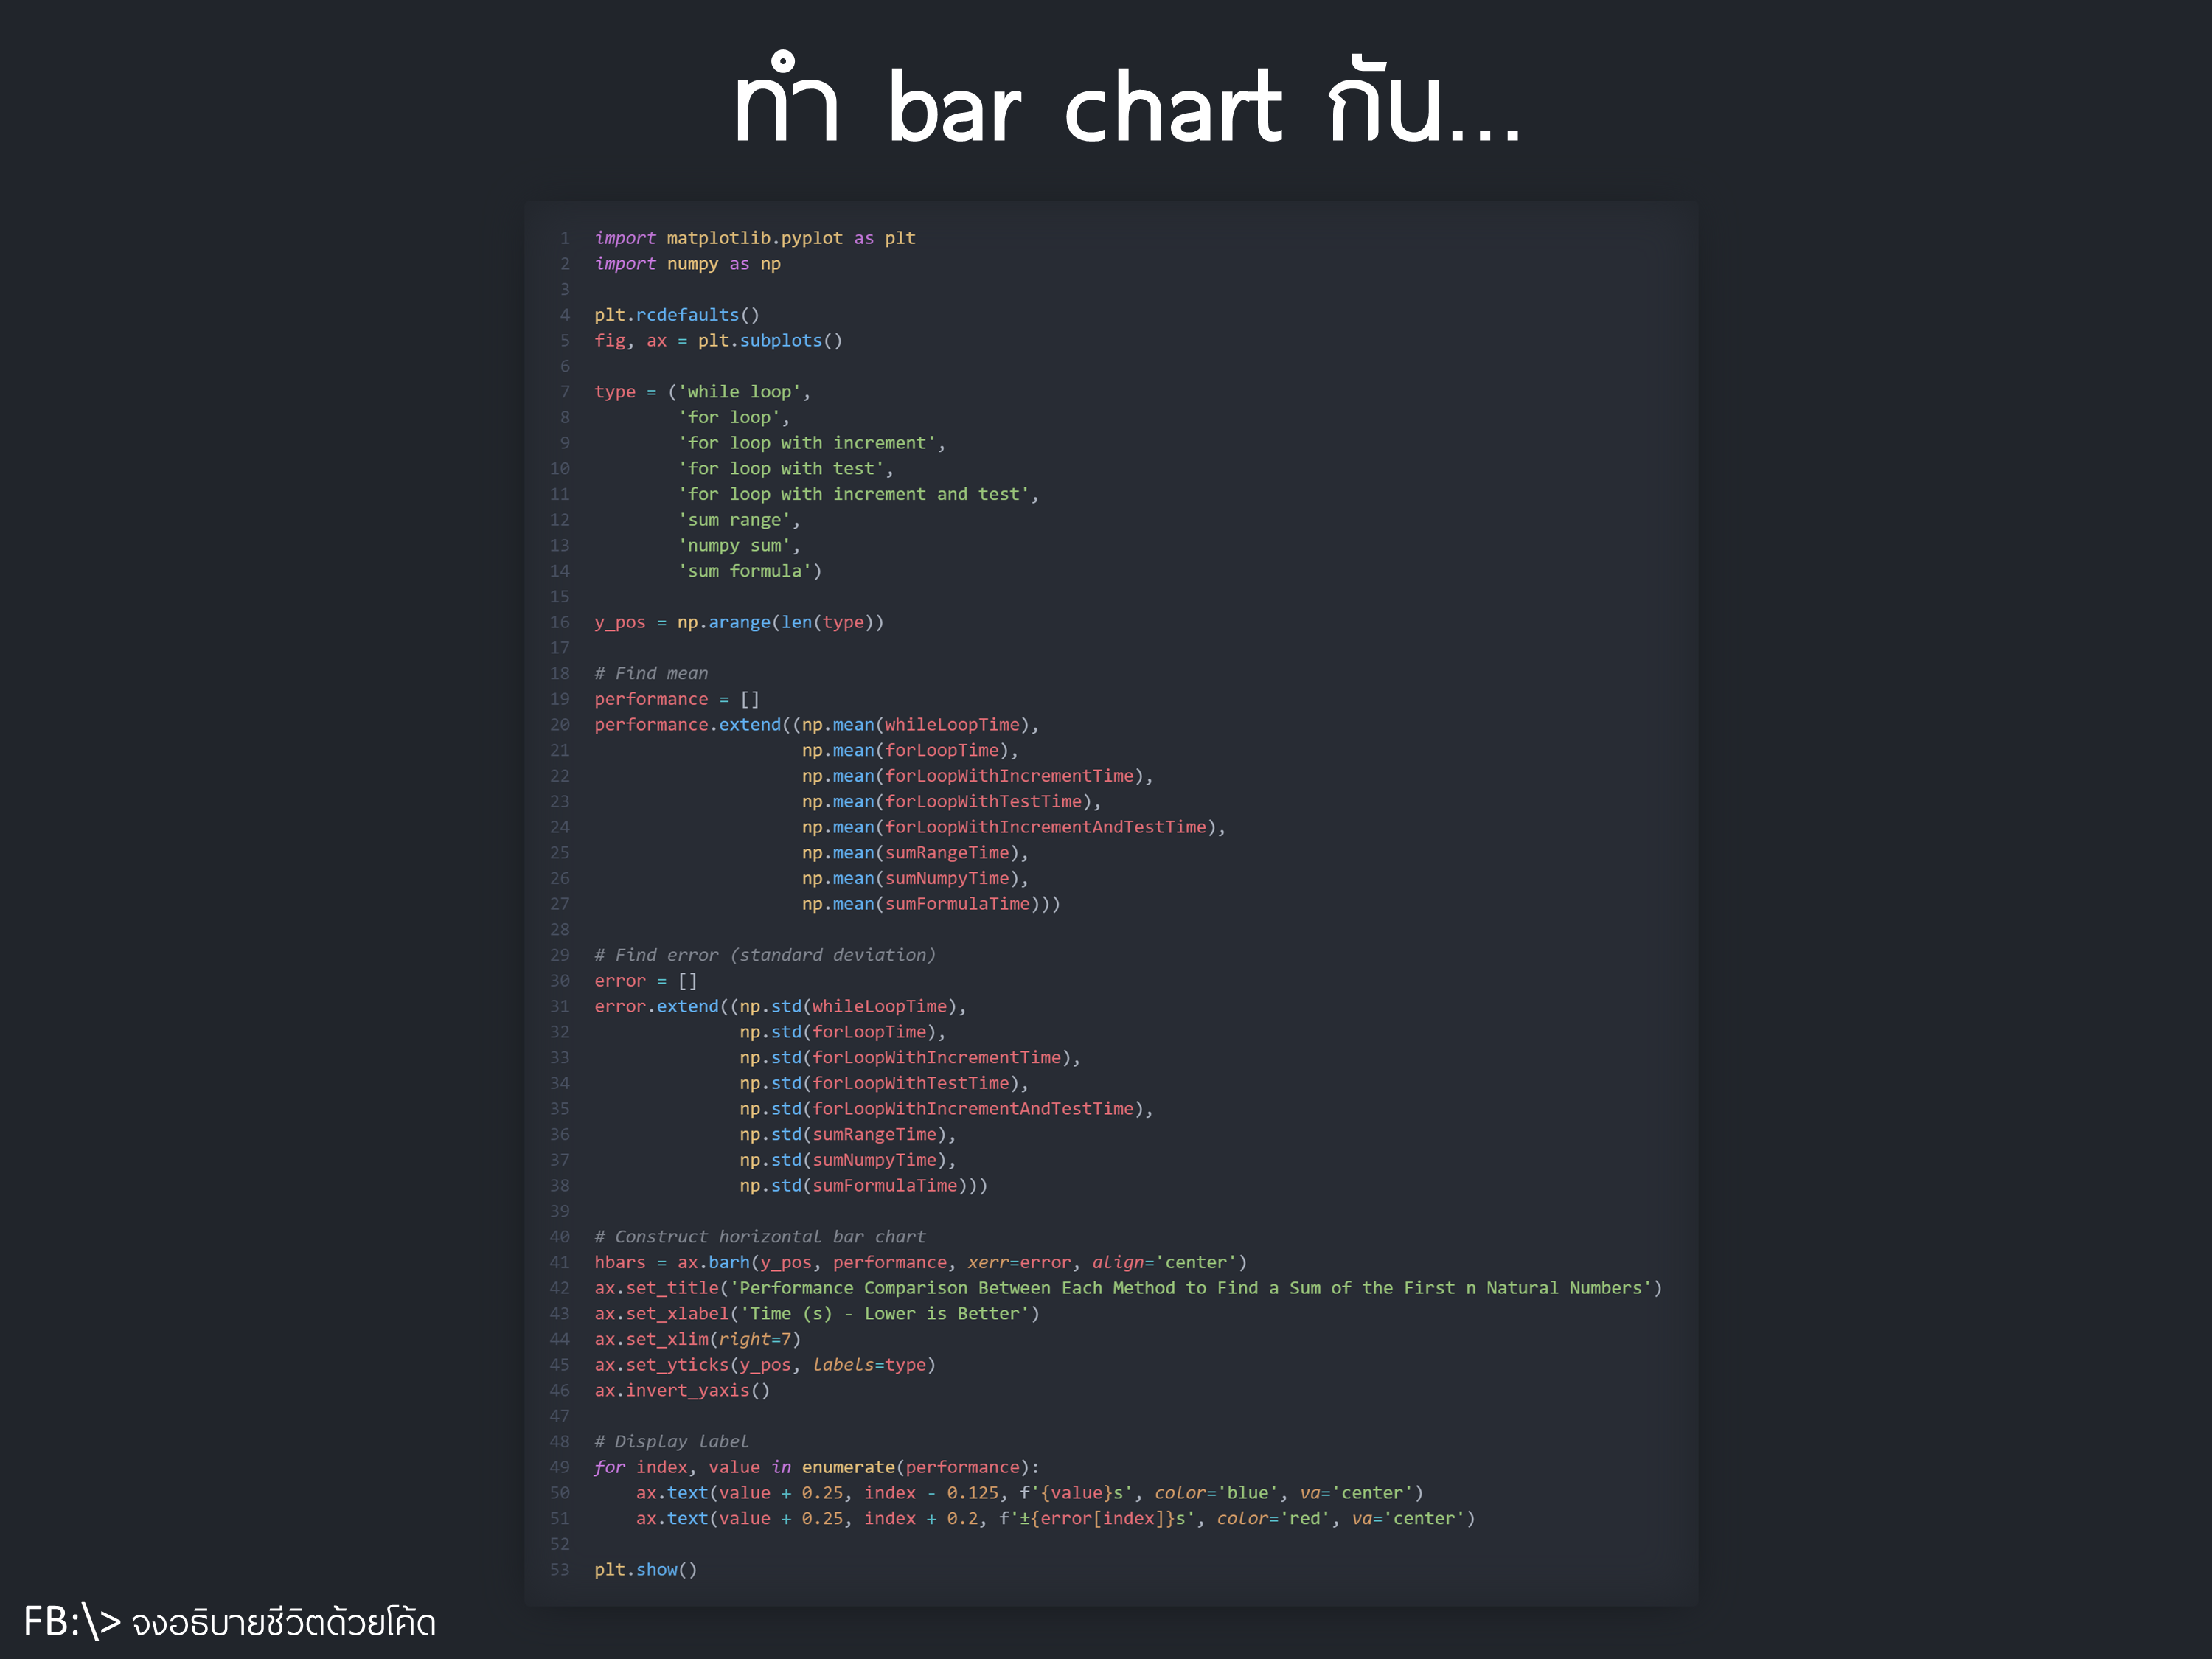 ทำ bar chart กัน...
1 import matplotlib.pyplot as plt
2 import numpy as np
3
4 plt.rcdefaults()
5 fig, ax = plt.subplots()
6
7 type = ('while loop',
8         'for loop',
9         'for loop with increment',
10         'for loop with test',
11         'for loop with increment and test',
12         'sum range',
13         'numpy sum',
14         'sum formula')
15
16 y_pos = np.arange(len(type))
17
18 # Find mean
19 performance = []
20 performance.extend((np.mean(whileLoopTime),
21                     np.mean(forLoopTime),
22                     np.mean(forLoopWithIncrementTime),
23                     np.mean(forLoopWithTestTime),
24                     np.mean(forLoopWithIncrementAndTestTime),
25                     np.mean(sumRangeTime),
26                     np.mean(sumNumpyTime),
27                     np.mean(sumFormulaTime)))
28
29 # Find error (standard deviation)
30 error = []
31 error.extend((np.std(whileLoopTime),
32               np.std(forLoopTime),
33               np.std(forLoopWithIncrementTime),
34               np.std(forLoopWithTestTime),
35               np.std(forLoopWithIncrementAndTestTime),
36               np.std(sumRangeTime),
37               np.std(sumNumpyTime),
38               np.std(sumFormulaTime)))
39
40 # Construct horizontal bar chart
41 hbars = ax.barh(y_pos, performance, xerr=error, align='center')
42 ax.set_title('Performance Comparison Between Each Method to Find a Sum of the First n Natural Numbers')
43 ax.set_xlabel('Time (s) - Lower is Better')
44 ax.set_xlim(right=7)
45 ax.set_yticks(y_pos, labels=type)
46 ax.invert_yaxis()
47
48 # Display label
49 for index, value in enumerate(performance):
50     ax.text(value + 0.25, index - 0.125, f'{value}s', color='blue', va='center')
51     ax.text(value + 0.25, index + 0.2, f'±{error[index]}s', color='red', va='center')
52
53 plt.show()
FB:\> จงอธิบายชีวิตด้วยโค้ด